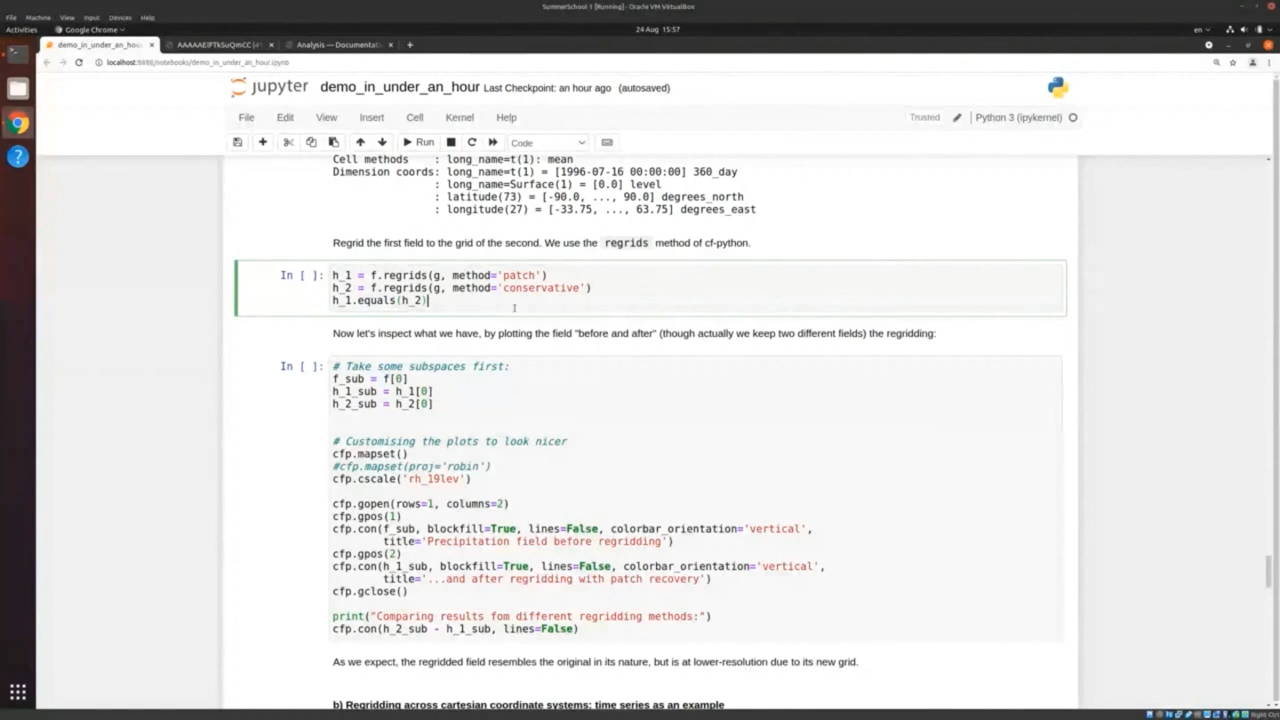 SummerSchool 1 [Running] - Oracle VM VirtualBox
File Machine View Input Devices Help
Activities Google Chrome 24 Aug 15:57 en
demo_in_under_an_hou Analysis — Documenta
localhost:8888/notebooks/demo_in_under_an_hour.ipynb
jupyter demo_in_under_an_hour Last Checkpoint: an hour ago (autosaved)
File Edit View Insert Cell Kernel Help Trusted Python 3 (ipykernel)
Run Code
Cell methods : long_name=t(1): mean
Dimension coords: long_name=t(1) = [1996-07-16 00:00:00] 360_day
: long_name=Surface(1) = [0.0] level
: latitude(73) = [-90.0, ..., 90.0] degrees_north
: longitude(27) = [-33.75, ..., 63.75] degrees_east
Regrid the first field to the grid of the second. We use the regrids method of cf-python.
In [ ]: h_1 = f.regrids(g, method='patch')
h_2 = f.regrids(g, method='conservative')
h_1.equals(h_2)
Now let's inspect what we have, by plotting the field "before and after" (though actually we keep two different fields) the regridding:
In [ ]: # Take some subspaces first:
f_sub = f[0]
h_1_sub = h_1[0]
h_2_sub = h_2[0]
# Customising the plots to look nicer
cfp.mapset()
#cfp.mapset(proj='robin')
cfp.cscale('rh_19lev')
cfp.gopen(rows=1, columns=2)
cfp.gpos(1)
cfp.con(f_sub, blockfill=True, lines=False, colorbar_orientation='vertical',
title='Precipitation field before regridding')
cfp.gpos(2)
cfp.con(h_1_sub, blockfill=True, lines=False, colorbar_orientation='vertical',
title='...and after regridding with patch recovery')
cfp.gclose()
print("Comparing results fom different regridding methods:")
cfp.con(h_2_sub - h_1_sub, lines=False)
As we expect, the regridded field resembles the original in its nature, but is at lower-resolution due to its new grid.
b) Regridding across cartesian coordinate systems: time series as an example
Right Ctrl